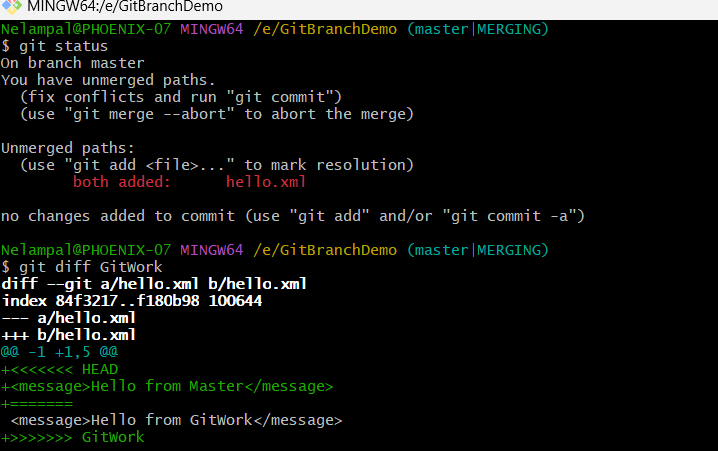 MINGW64:/e/GitBranchDemo
Nelampal@PHOENIX-07 MINGW64 /e/GitBranchDemo (master|MERGING)
$ git status
On branch master
You have unmerged paths.
  (fix conflicts and run "git commit")
  (use "git merge --abort" to abort the merge)

Unmerged paths:
  (use "git add <file>..." to mark resolution)
        both added:      hello.xml

no changes added to commit (use "git add" and/or "git commit -a")

Nelampal@PHOENIX-07 MINGW64 /e/GitBranchDemo (master|MERGING)
$ git diff GitWork
diff --git a/hello.xml b/hello.xml
index 84f3217..f180b98 100644
--- a/hello.xml
+++ b/hello.xml
@@ -1 +1,5 @@
+<<<<<<< HEAD
+<message>Hello from Master</message>
+=======
 <message>Hello from GitWork</message>
+>>>>>>> GitWork